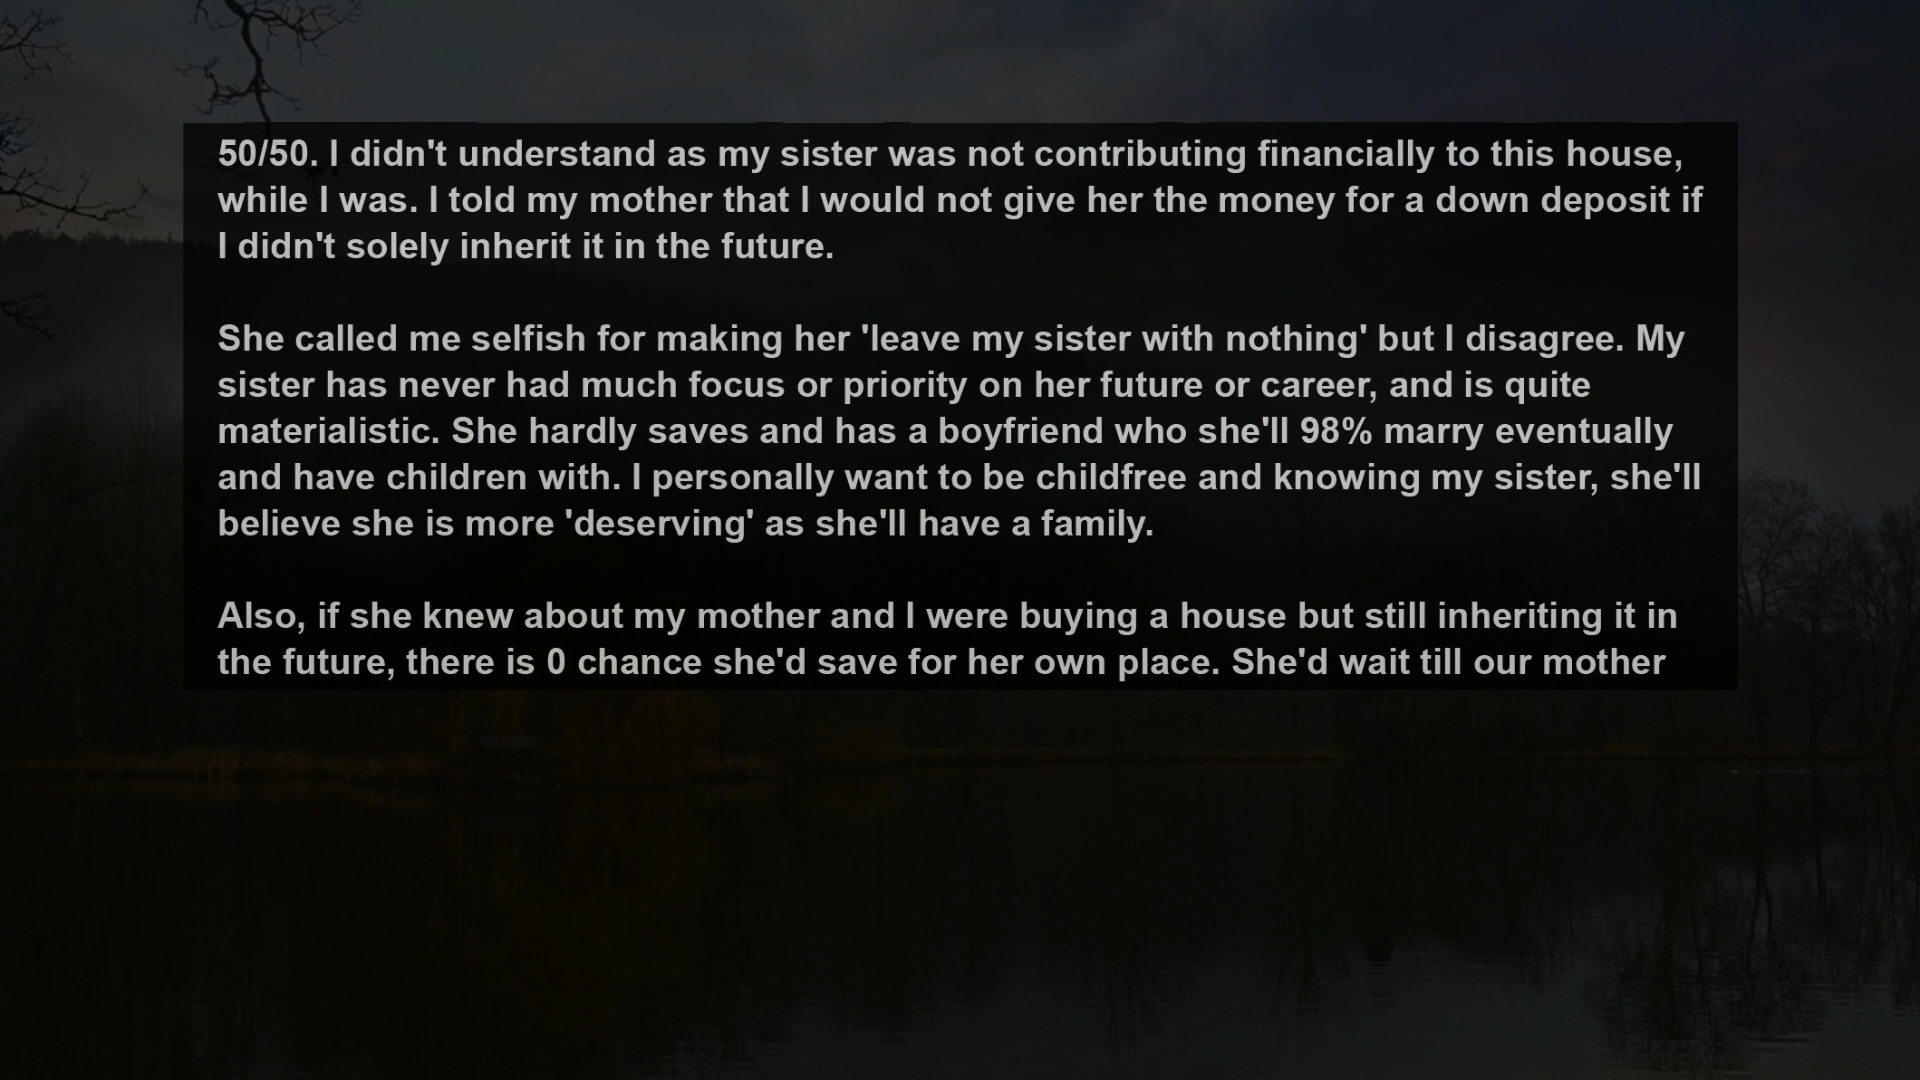 50/50. I didn't understand as my sister was not contributing financially to this house,
while I was. I told my mother that I would not give her the money for a down deposit if
I didn't solely inherit it in the future.
She called me selfish for making her 'leave my sister with nothing' but I disagree. My
sister has never had much focus or priority on her future or career, and is quite
materialistic. She hardly saves and has a boyfriend who she'll 98% marry eventually
and have children with. I personally want to be childfree and knowing my sister, she'll
believe she is more 'deserving' as she'll have a family.
Also, if she knew about my mother and I were buying a house but still inheriting it in
the future, there is 0 chance she'd save for her own place. She'd wait till our mother